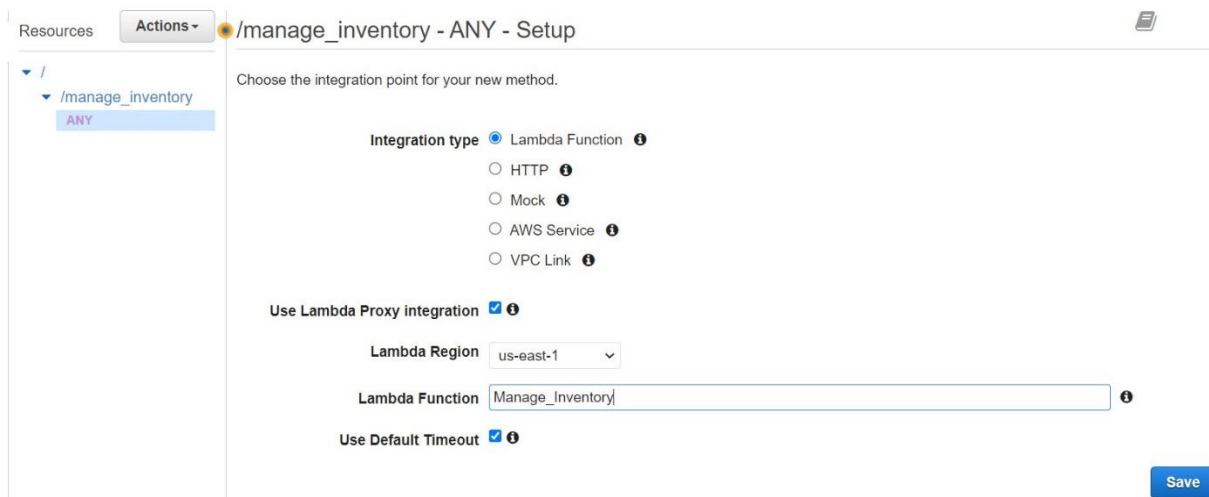 Resources
Actions
/manage_inventory - ANY - Setup
/
/manage_inventory
ANY
Choose the integration point for your new method.
Integration type
Lambda Function
HTTP
Mock
AWS Service
VPC Link
Use Lambda Proxy integration
Lambda Region us-east-1
Lambda Function Manage_Inventory
Use Default Timeout
Save